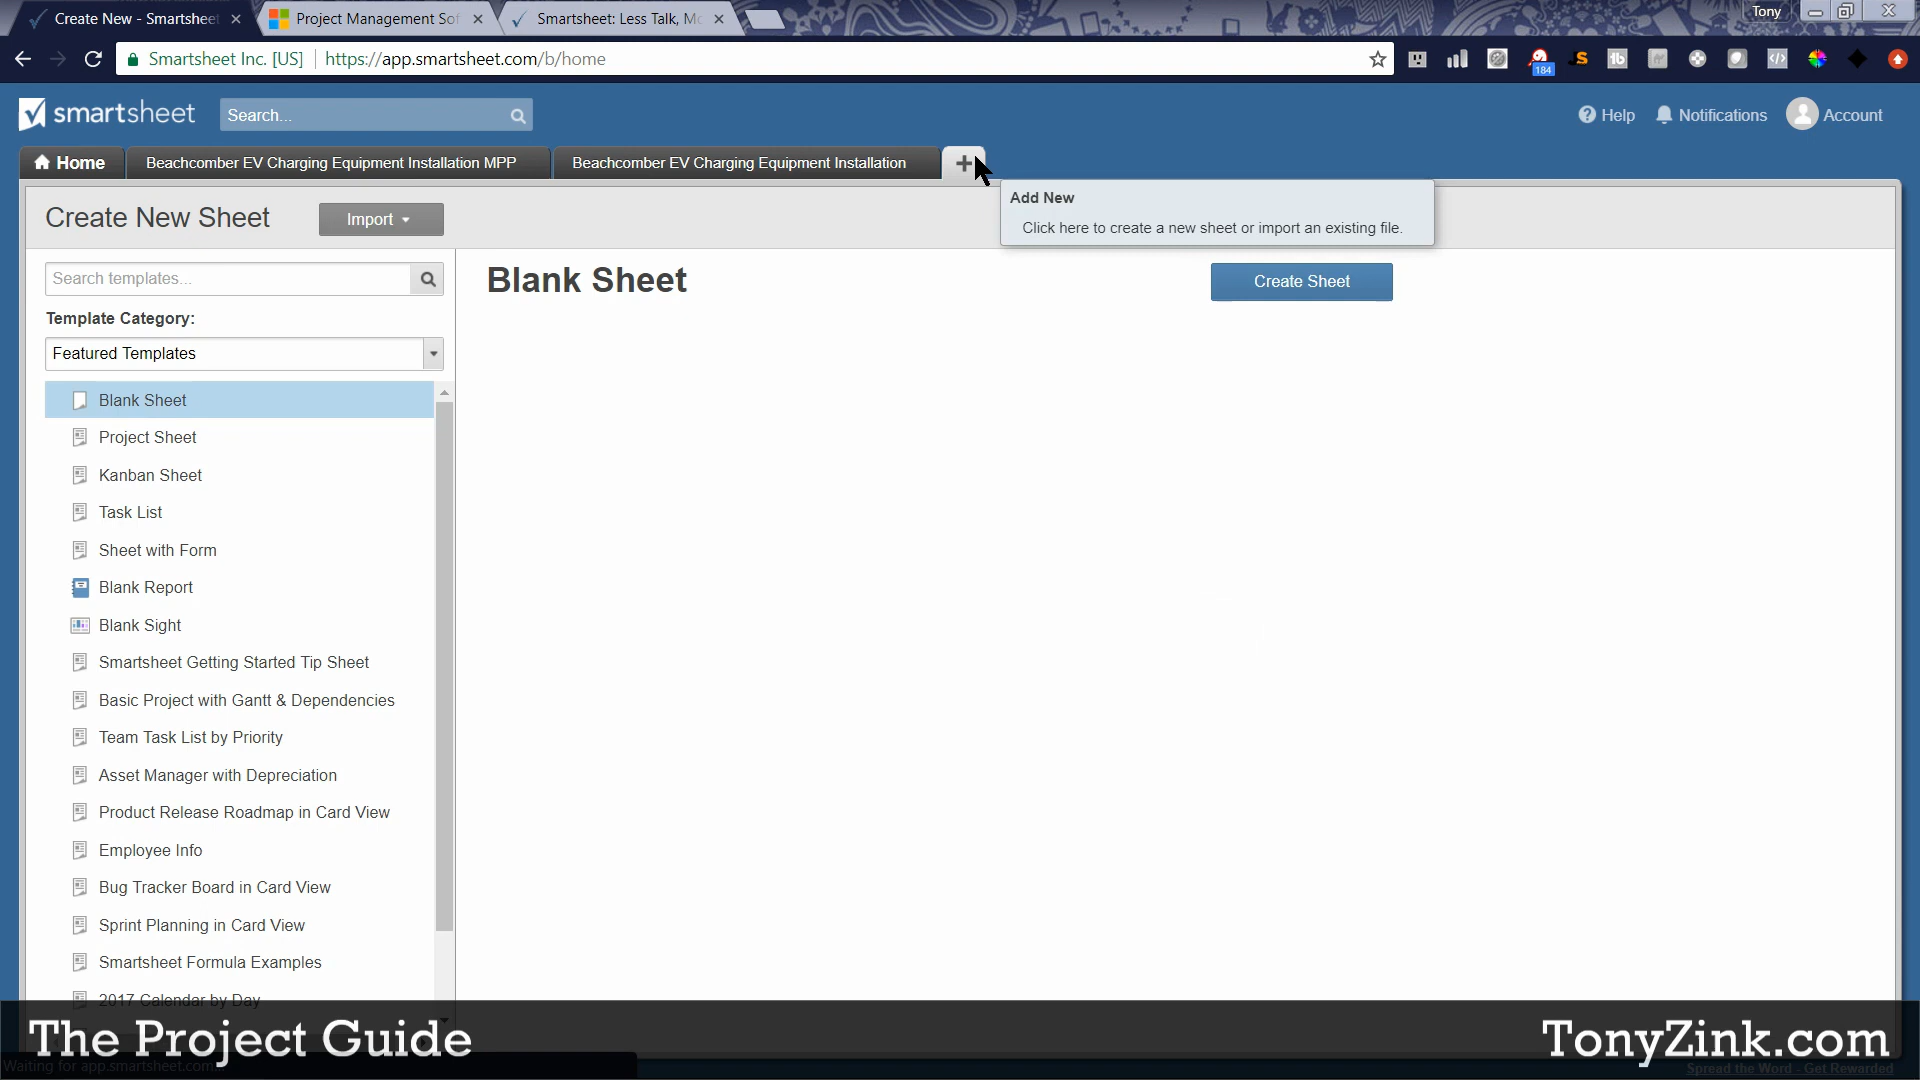 Create New - Smartsheet
Project Management Sof
Smartsheet: Less Talk, Mo
Tony
Smartsheet Inc. [US]
https://app.smartsheet.com/b/home
184
smartsheet
Search...
Help
Notifications
Account
Home
Beachcomber EV Charging Equipment Installation MPP
Beachcomber EV Charging Equipment Installation
Add New
Click here to create a new sheet or import an existing file.
Create New Sheet
Import
Search templates...
Blank Sheet
Create Sheet
Template Category:
Featured Templates
Blank Sheet
Project Sheet
Kanban Sheet
Task List
Sheet with Form
Blank Report
Blank Sight
Smartsheet Getting Started Tip Sheet
Basic Project with Gantt & Dependencies
Team Task List by Priority
Asset Manager with Depreciation
Product Release Roadmap in Card View
Employee Info
Bug Tracker Board in Card View
Sprint Planning in Card View
Smartsheet Formula Examples
2017 Calendar by Day
The Project Guide
TonyZink.com
Waiting for app.smartsheet.com...
Spread the Word - Get Rewarded